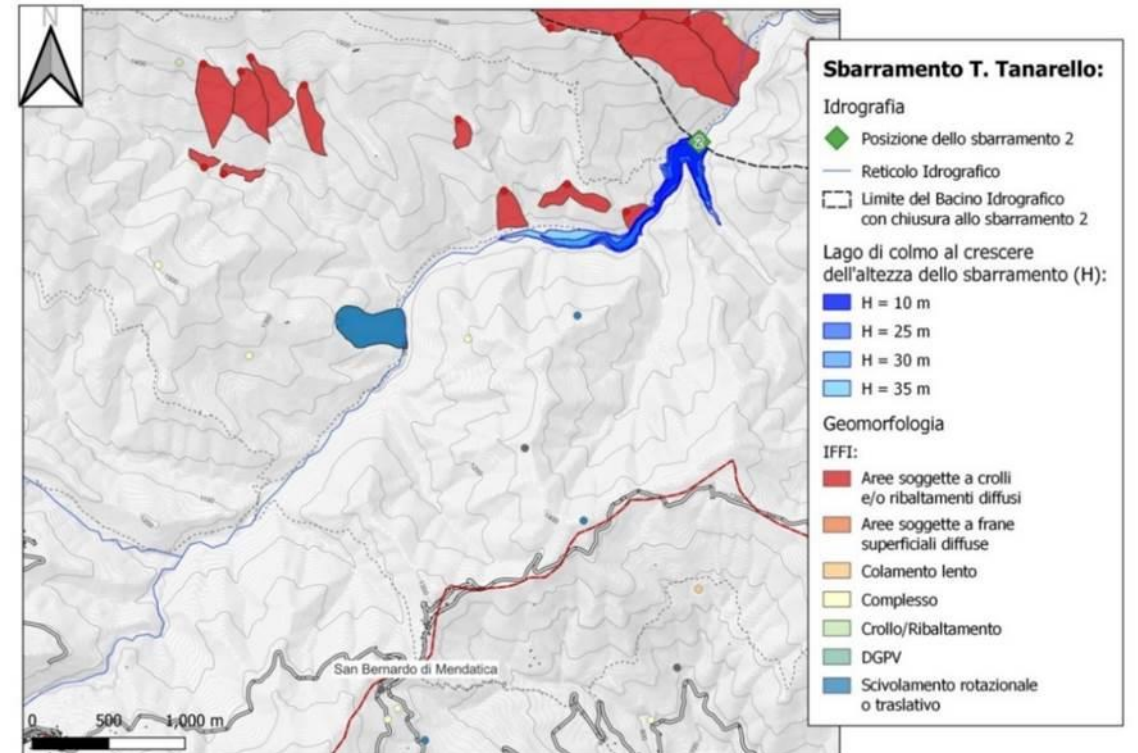 N
2
San Bernardo di Mendatica
0 500 1,000 m
Sbarramento T. Tanarello:
Idrografia
Posizione dello sbarramento 2
Reticolo Idrografico
Limite del Bacino Idrografico
con chiusura allo sbarramento 2
Lago di colmo al crescere
dell'altezza dello sbarramento (H):
H = 10 m
H = 25 m
H = 30 m
H = 35 m
Geomorfologia
IFFI:
Aree soggette a crolli
e/o ribaltamenti diffusi
Aree soggette a frane
superficiali diffuse
Colamento lento
Complesso
Crollo/Ribaltamento
DGPV
Scivolamento rotazionale
o traslativo